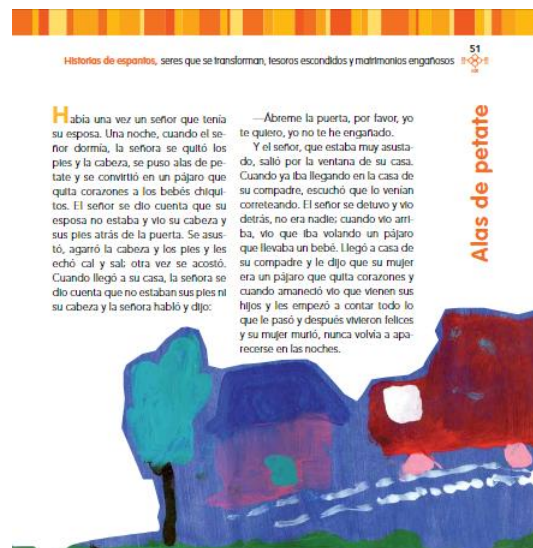 51
Historias de espantos, seres que se transforman, tesoros escondidos y matrimonios engañosos
Alas de petate
Había una vez un señor que tenía
su esposa. Una noche, cuando el se-
ñor dormía, la señora se quitó los
pies y la cabeza, se puso alas de pe-
tate y se convirtió en un pájaro que
quita corazones a los bebés chiqui-
tos. El señor se dio cuenta que su
esposa no estaba y vio su cabeza y
sus pies atrás de la puerta. Se asus-
tó, agarró la cabeza y los pies y les
echó cal y sal; otra vez se acostó.
Cuando llegó a su casa, la señora se
dio cuenta que no estaban sus pies ni
su cabeza y la señora habló y dijo:
—Ábreme la puerta, por favor, yo
te quiero, yo no te he engañado.
Y el señor, que estaba muy asusta-
do, salió por la ventana de su casa.
Cuando ya iba llegando en la casa de
su compadre, escuchó que lo venían
correteando. El señor se detuvo y vio
detrás, no era nadie; cuando vio arri-
ba, vio que iba volando un pájaro
que llevaba un bebé. Llegó a casa de
su compadre y le dijo que su mujer
era un pájaro que quita corazones y
cuando amaneció vio que vienen sus
hijos y les empezó a contar todo lo
que le pasó y después vivieron felices
y su mujer murió, nunca volvía a apa-
recerse en las noches.